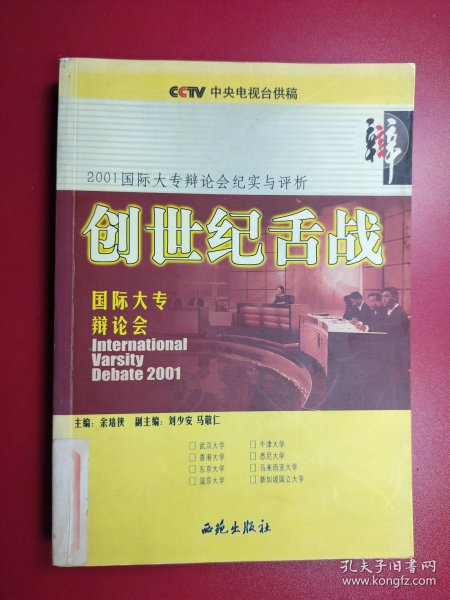 CCTV 中央电视台供稿
辩
2001国际大专辩论会纪实与评析
创世纪舌战
国际大专
辩论会
International
Varsity
Debate 2001
主编：余培侠 副主编：刘少安 马敬仁
□ 武汉大学 □ 牛津大学
□ 香港大学 □ 悉尼大学
□ 东京大学 □ 马来西亚大学
□ 温莎大学 □ 新加坡国立大学
西苑出版社
孔夫子旧书网
www.kongfz.com